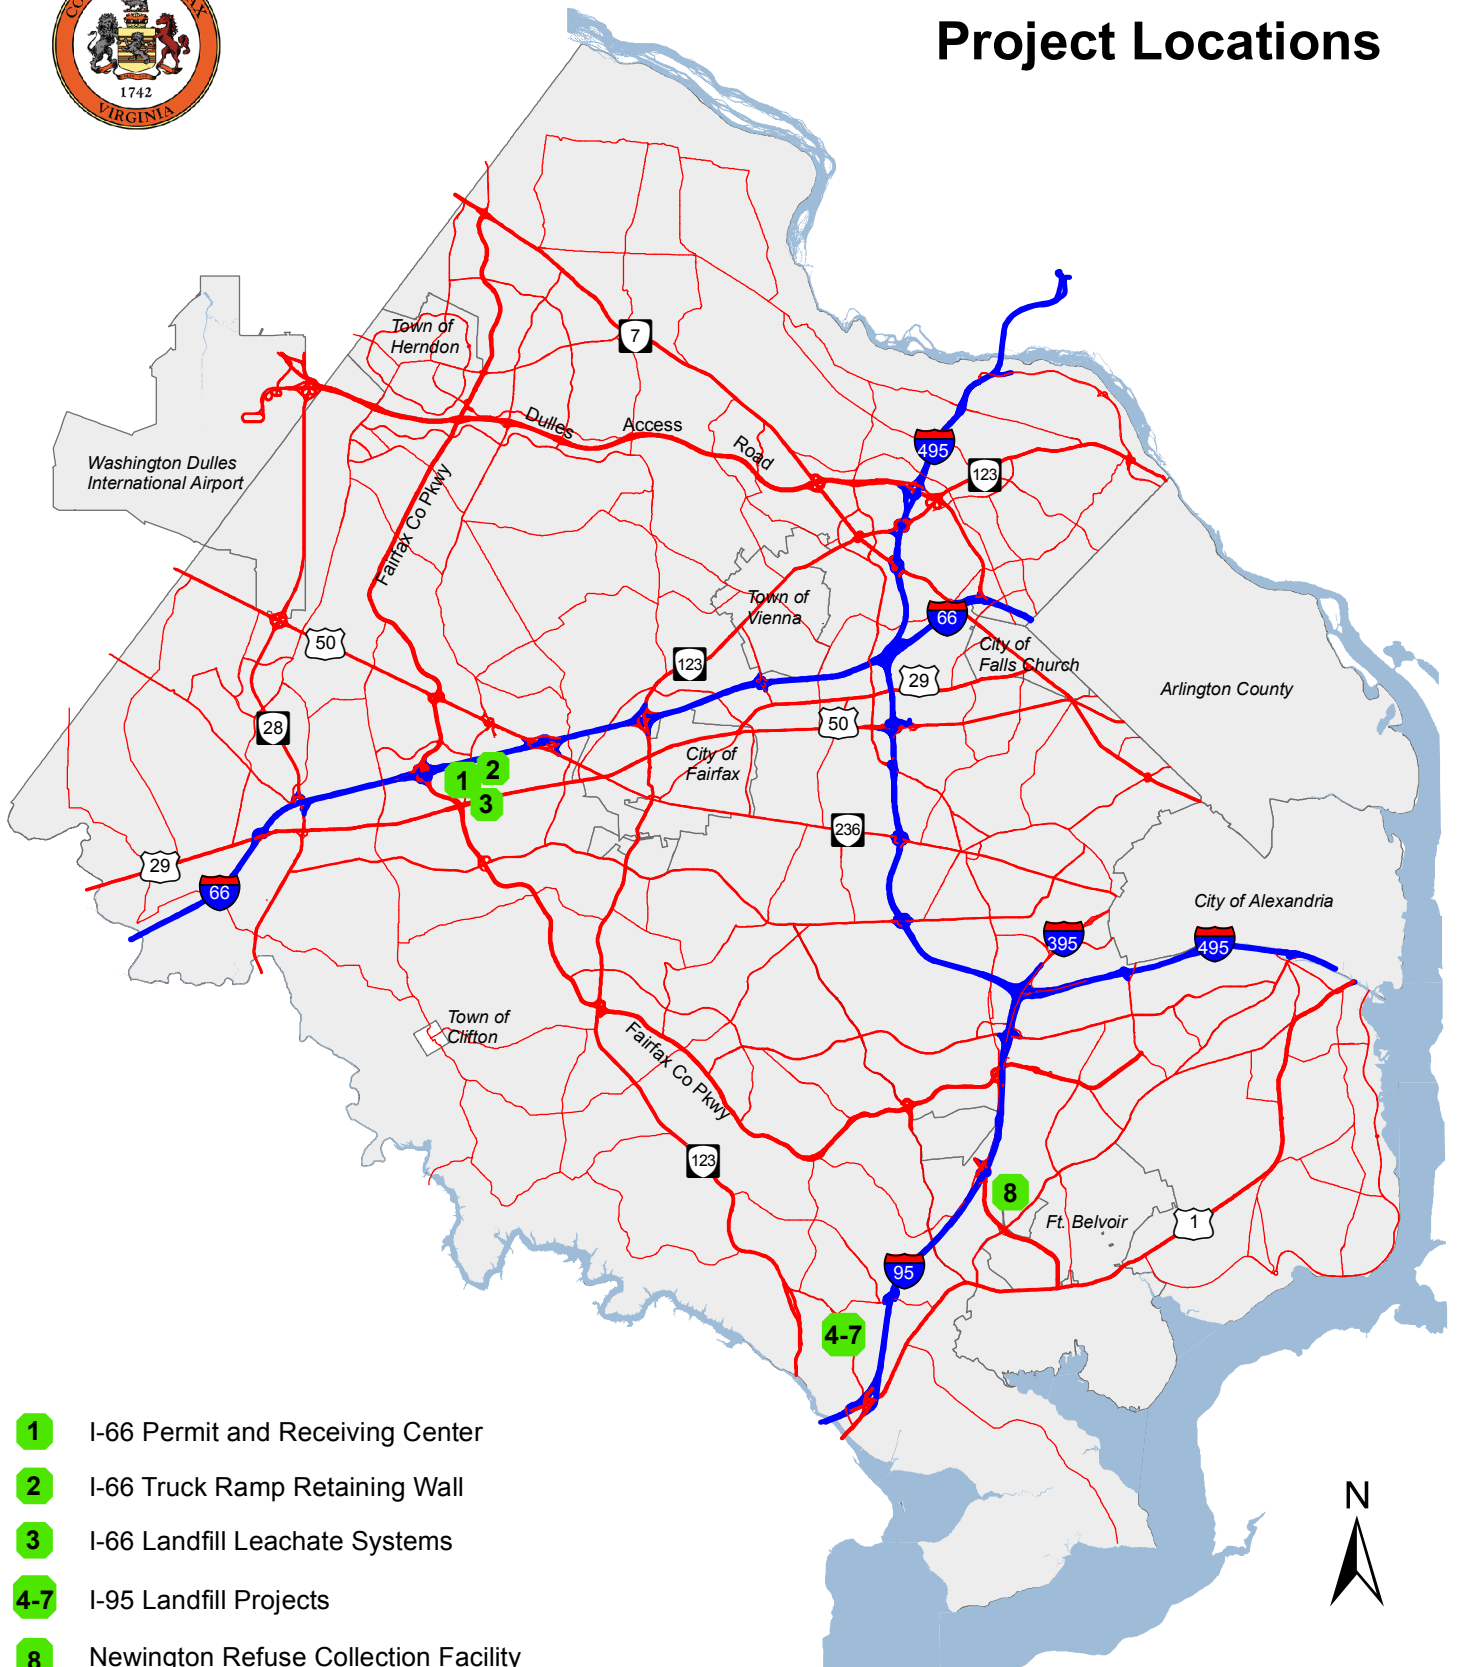 Project Locations
1742
VIRGINIA
Town of
Herndon
7
Dulles Access Road
495
123
Washington Dulles
International Airport
Fairfax Co Pkwy
Town of
Vienna
66
50
City of
Falls Church
123
29
Arlington County
28
50
City of
Fairfax
1
2
3
236
29
66
City of Alexandria
395
495
Town of
Clifton
Fairfax Co Pkwy
123
8
Ft. Belvoir
1
95
4-7
1 I-66 Permit and Receiving Center
2 I-66 Truck Ramp Retaining Wall
3 I-66 Landfill Leachate Systems
4-7 I-95 Landfill Projects
8 Newington Refuse Collection Facility
N